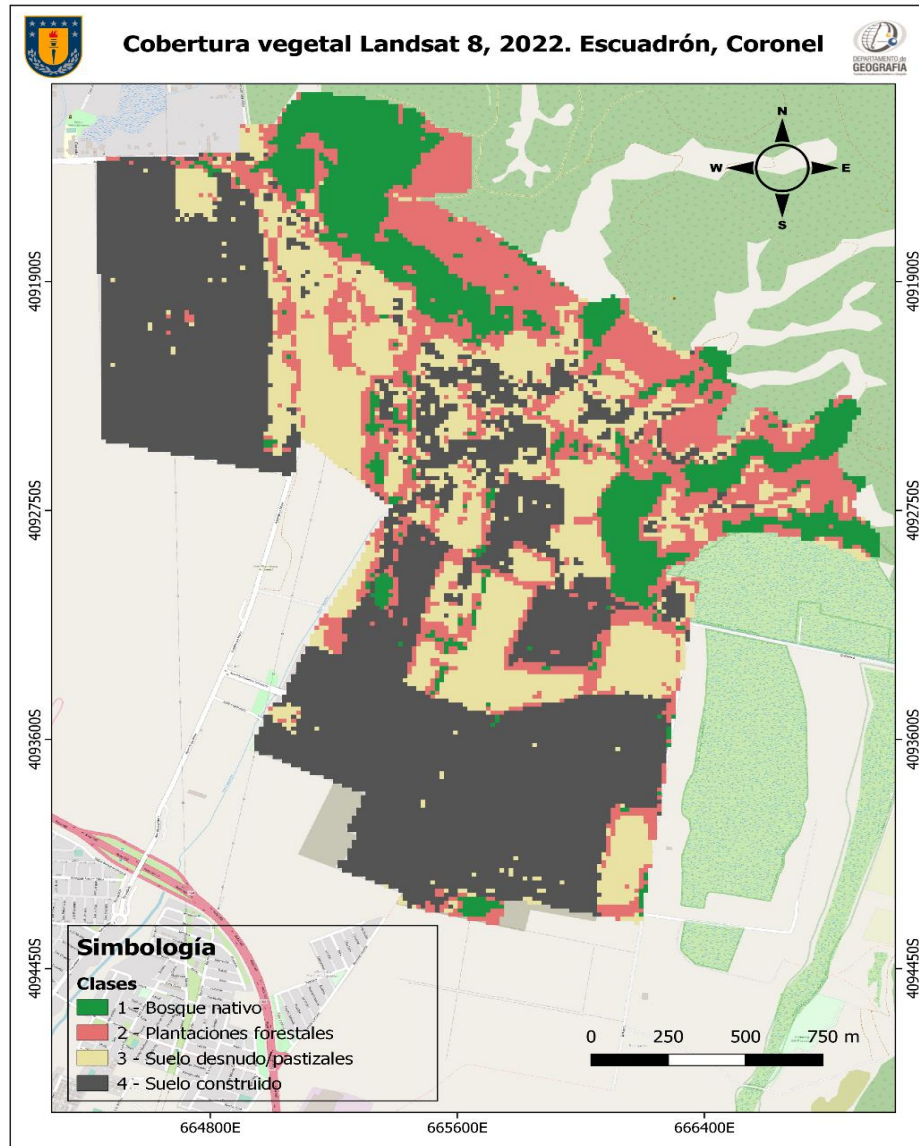 Cobertura vegetal Landsat 8, 2022. Escuadrón, Coronel
DEPARTAMENTO de
GEOGRAFÍA
N
W
E
S
4091900S
4091900S
4092750S
4092750S
4093600S
4093600S
4094450S
4094450S
Simbología
Clases
1 - Bosque nativo
2 - Plantaciones forestales
3 - Suelo desnudo/pastizales
4 - Suelo construido
0 250 500 750 m
664800E 665600E 666400E